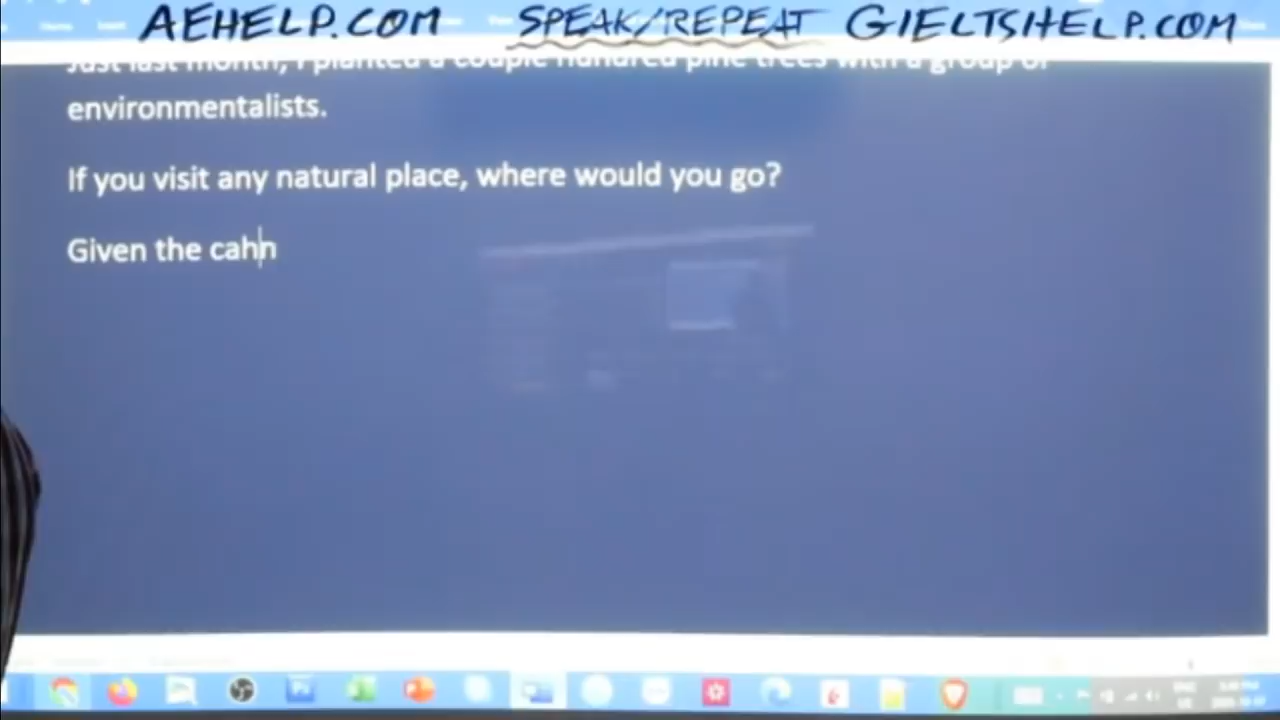 AEHELP.COM SPEAK/REPEAT GIELTSHELP.COM
Just last month, I planted a couple hundred pine trees with a group of
environmentalists.
If you visit any natural place, where would you go?
Given the cahn